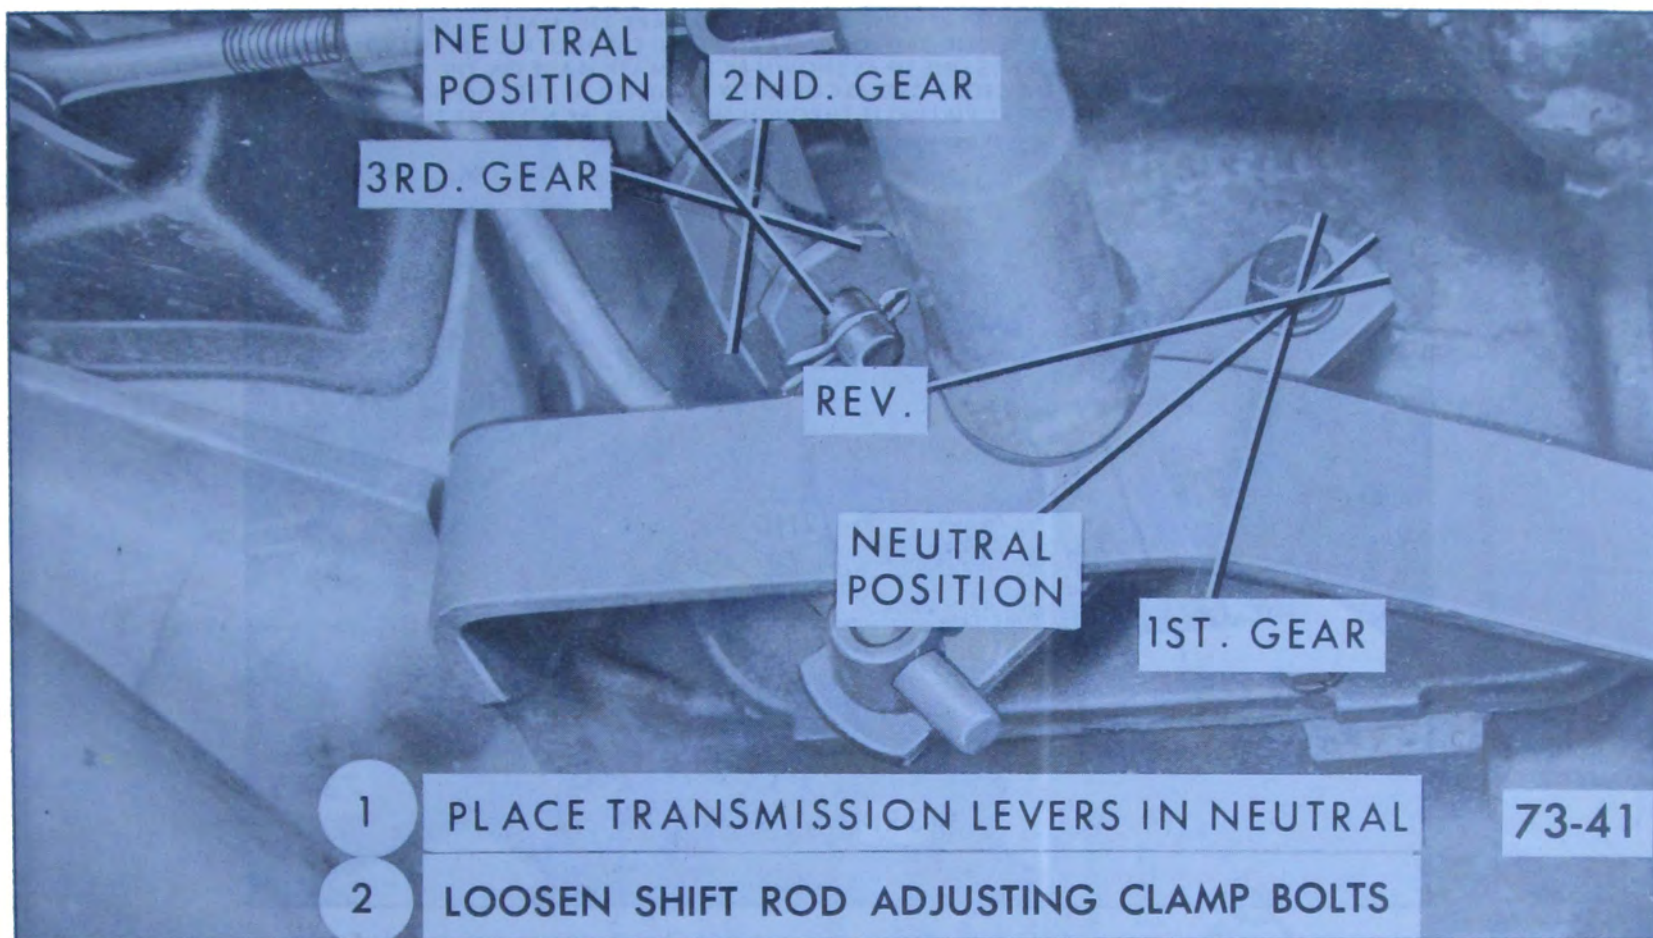 NEUTRAL
POSITION
2ND. GEAR
3RD. GEAR
REV.
NEUTRAL
POSITION
1ST. GEAR
1 PLACE TRANSMISSION LEVERS IN NEUTRAL
73-41
2 LOOSEN SHIFT ROD ADJUSTING CLAMP BOLTS